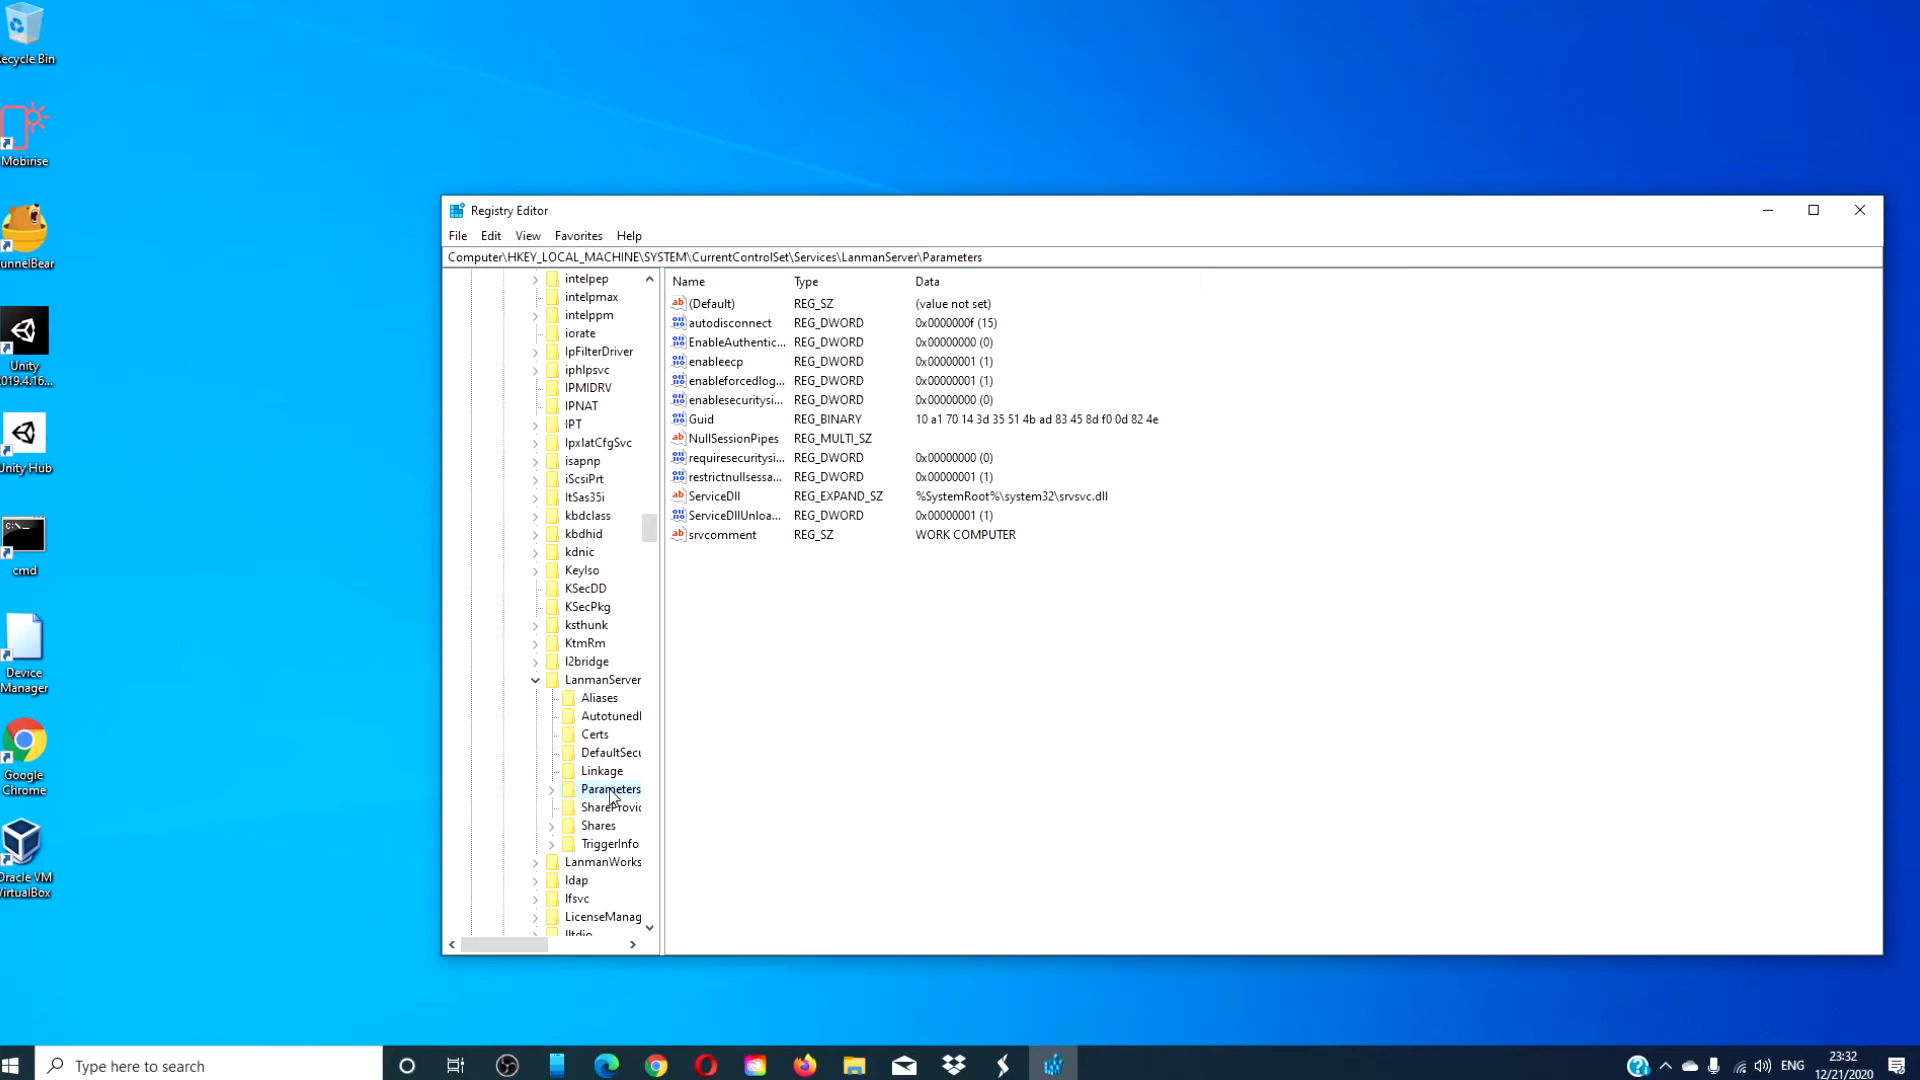 ecycle Bin
Mobirise
unnelBear
Unity
2019.4.16...
Unity Hub
C:\_
cmd
Device
Manager
Google
Chrome
Oracle VM
VirtualBox
Registry Editor
File Edit View Favorites Help
Computer\HKEY_LOCAL_MACHINE\SYSTEM\CurrentControlSet\Services\LanmanServer\Parameters
intelpep
intelpmax
intelppm
iorate
IpFilterDriver
iphlpsvc
IPMIDRV
IPNAT
IPT
IpxlatCfgSvc
isapnp
iScsiPrt
ItSas35i
kbdclass
kbdhid
kdnic
KeyIso
KSecDD
KSecPkg
ksthunk
KtmRm
l2bridge
LanmanServer
Aliases
AutotunedI
Certs
DefaultSecu
Linkage
Parameters
ShareProvic
Shares
TriggerInfo
LanmanWorks
ldap
lfsvc
LicenseManag
lltdio
Name Type Data
(Default) REG_SZ (value not set)
autodisconnect REG_DWORD 0x0000000f (15)
EnableAuthentic... REG_DWORD 0x00000000 (0)
enableecp REG_DWORD 0x00000001 (1)
enableforcedlog... REG_DWORD 0x00000001 (1)
enablesecuritysi... REG_DWORD 0x00000000 (0)
Guid REG_BINARY 10 a1 70 14 3d 35 51 4b ad 83 45 8d f0 0d 82 4e
NullSessionPipes REG_MULTI_SZ
requiresecuritysi... REG_DWORD 0x00000000 (0)
restrictnullsessa... REG_DWORD 0x00000001 (1)
ServiceDll REG_EXPAND_SZ %SystemRoot%\system32\srvsvc.dll
ServiceDllUnloa... REG_DWORD 0x00000001 (1)
srvcomment REG_SZ WORK COMPUTER
Type here to search
ENG
23:32
12/21/2020